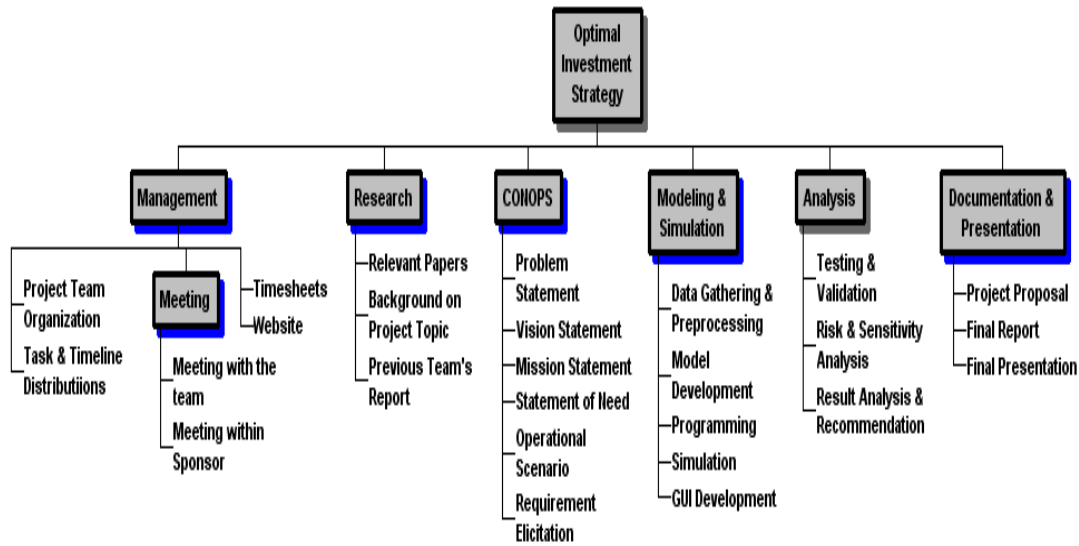 Optimal
Investment
Strategy
Management
Research
CONOPS
Modeling &
Simulation
Analysis
Documentation &
Presentation
Project Team
Organization
Task & Timeline
Distributiions
Meeting
Meeting with the
team
Meeting within
Sponsor
Timesheets
Website
Relevant Papers
Background on
Project Topic
Previous Team's
Report
Problem
Statement
Vision Statement
Mission Statement
Statement of Need
Operational
Scenario
Requirement
Elicitation
Data Gathering &
Preprocessing
Model
Development
Programming
Simulation
GUI Development
Testing &
Validation
Risk & Sensitivity
Analysis
Result Analysis &
Recommendation
Project Proposal
Final Report
Final Presentation